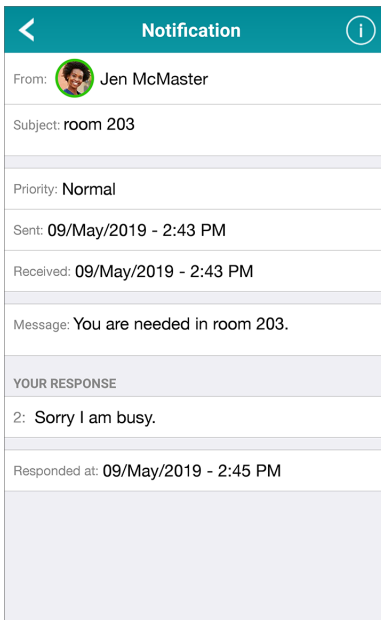 Notification
i
From: Jen McMaster
Subject: room 203
Priority: Normal
Sent: 09/May/2019 - 2:43 PM
Received: 09/May/2019 - 2:43 PM
Message: You are needed in room 203.
YOUR RESPONSE
2: Sorry I am busy.
Responded at: 09/May/2019 - 2:45 PM